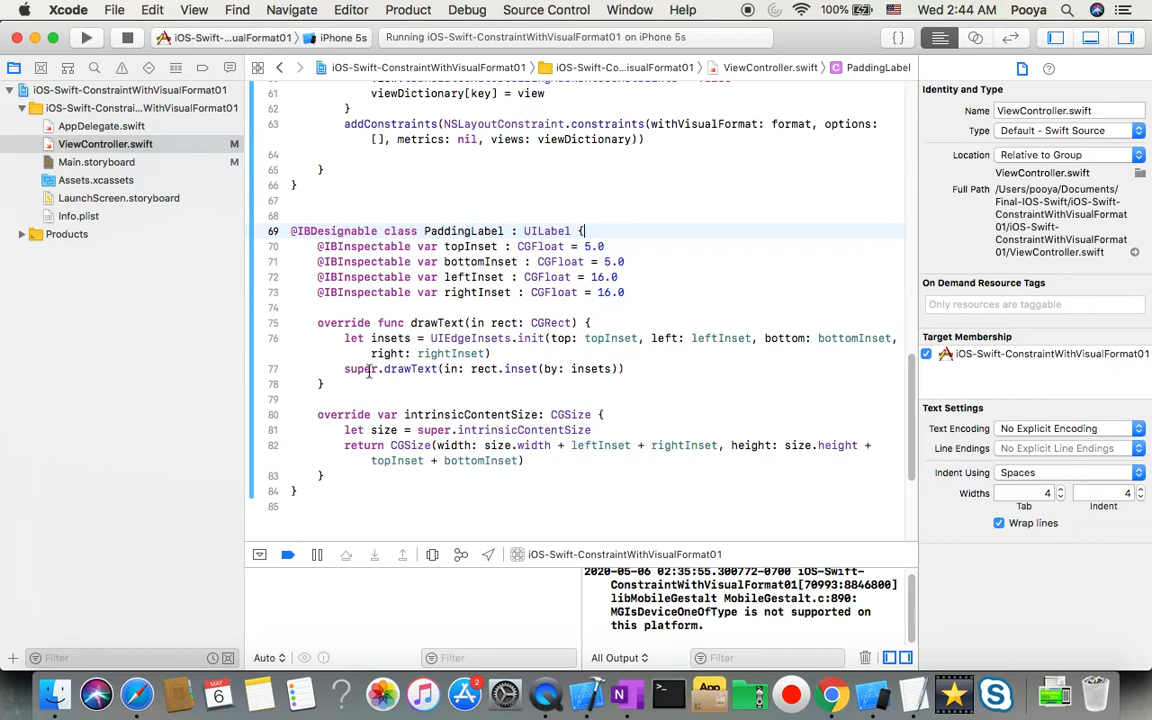 Xcode File Edit View Find Navigate Editor Product Debug Source Control Window Help 100% Wed 2:44 AM Pooya
iOS-Swift-...ualFormat01 iPhone 5s Running iOS-Swift-ConstraintWithVisualFormat01 on iPhone 5s
iOS-Swift-ConstraintWithVisualFormat01 iOS-Swift-Co...isualFormat01 ViewController.swift C PaddingLabel
iOS-Swift-ConstraintWithVisualFormat01
iOS-Swift-Constrai...WithVisualFormat01
AppDelegate.swift
ViewController.swift M
Main.storyboard M
Assets.xcassets
LaunchScreen.storyboard
Info.plist
Products
61 viewDictionary[key] = view
62 }
63 addConstraints(NSLayoutConstraint.constraints(withVisualFormat: format, options:
[], metrics: nil, views: viewDictionary))
64
65 }
66 }
67
68
69 @IBDesignable class PaddingLabel : UILabel {
70 @IBInspectable var topInset : CGFloat = 5.0
71 @IBInspectable var bottomInset : CGFloat = 5.0
72 @IBInspectable var leftInset : CGFloat = 16.0
73 @IBInspectable var rightInset : CGFloat = 16.0
74
75 override func drawText(in rect: CGRect) {
76 let insets = UIEdgeInsets.init(top: topInset, left: leftInset, bottom: bottomInset,
right: rightInset)
77 super.drawText(in: rect.inset(by: insets))
78 }
79
80 override var intrinsicContentSize: CGSize {
81 let size = super.intrinsicContentSize
82 return CGSize(width: size.width + leftInset + rightInset, height: size.height +
topInset + bottomInset)
83 }
84 }
85
iOS-Swift-ConstraintWithVisualFormat01
2020-05-06 02:35:55.300772-0700 iOS-Swift-
ConstraintWithVisualFormat01[70993:8846800]
libMobileGestalt MobileGestalt.c:890:
MGIsDeviceOneOfType is not supported on
this platform.
Filter Auto Filter All Output Filter
Identity and Type
Name ViewController.swift
Type Default - Swift Source
Location Relative to Group
ViewController.swift
Full Path /Users/pooya/Documents/
Final-IOS-Swift/iOS-Swift-
ConstraintWithVisualFormat
01/iOS-Swift-
ConstraintWithVisualFormat
01/ViewController.swift
On Demand Resource Tags
Only resources are taggable
Target Membership
iOS-Swift-ConstraintWithVisualFormat01
Text Settings
Text Encoding No Explicit Encoding
Line Endings No Explicit Line Endings
Indent Using Spaces
Widths 4 4
Tab Indent
Wrap lines
MAY 6 2 App